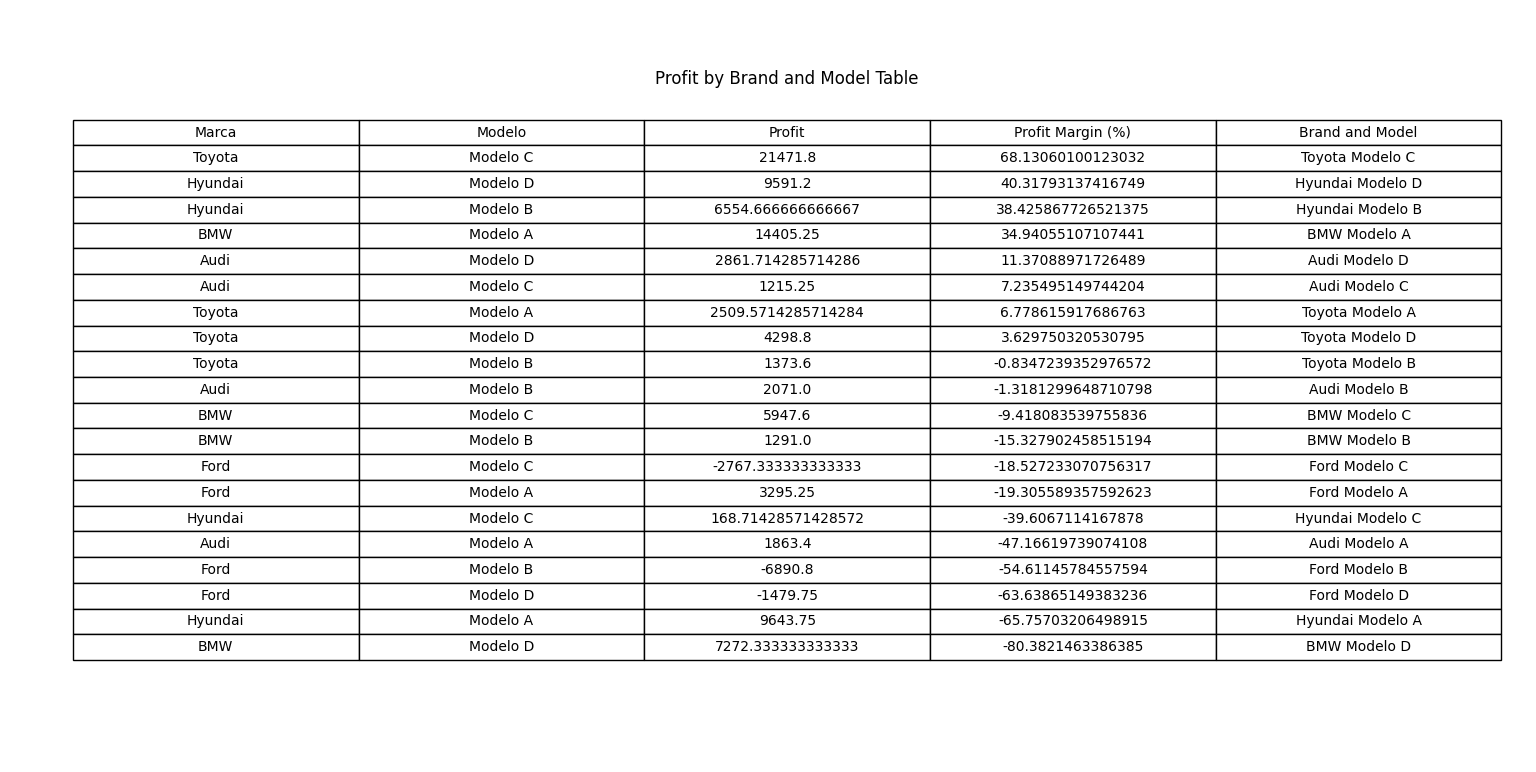 Profit by Brand and Model Table
Marca Modelo Profit Profit Margin (%) Brand and Model
Toyota Modelo C 21471.8 68.13060100123032 Toyota Modelo C
Hyundai Modelo D 9591.2 40.31793137416749 Hyundai Modelo D
Hyundai Modelo B 6554.666666666667 38.425867726521375 Hyundai Modelo B
BMW Modelo A 14405.25 34.94055107107441 BMW Modelo A
Audi Modelo D 2861.714285714286 11.37088971726489 Audi Modelo D
Audi Modelo C 1215.25 7.235495149744204 Audi Modelo C
Toyota Modelo A 2509.5714285714284 6.778615917686763 Toyota Modelo A
Toyota Modelo D 4298.8 3.629750320530795 Toyota Modelo D
Toyota Modelo B 1373.6 -0.8347239352976572 Toyota Modelo B
Audi Modelo B 2071.0 -1.3181299648710798 Audi Modelo B
BMW Modelo C 5947.6 -9.418083539755836 BMW Modelo C
BMW Modelo B 1291.0 -15.327902458515194 BMW Modelo B
Ford Modelo C -2767.333333333333 -18.527233070756317 Ford Modelo C
Ford Modelo A 3295.25 -19.305589357592623 Ford Modelo A
Hyundai Modelo C 168.71428571428572 -39.6067114167878 Hyundai Modelo C
Audi Modelo A 1863.4 -47.16619739074108 Audi Modelo A
Ford Modelo B -6890.8 -54.61145784557594 Ford Modelo B
Ford Modelo D -1479.75 -63.63865149383236 Ford Modelo D
Hyundai Modelo A 9643.75 -65.75703206498915 Hyundai Modelo A
BMW Modelo D 7272.333333333333 -80.3821463386385 BMW Modelo D